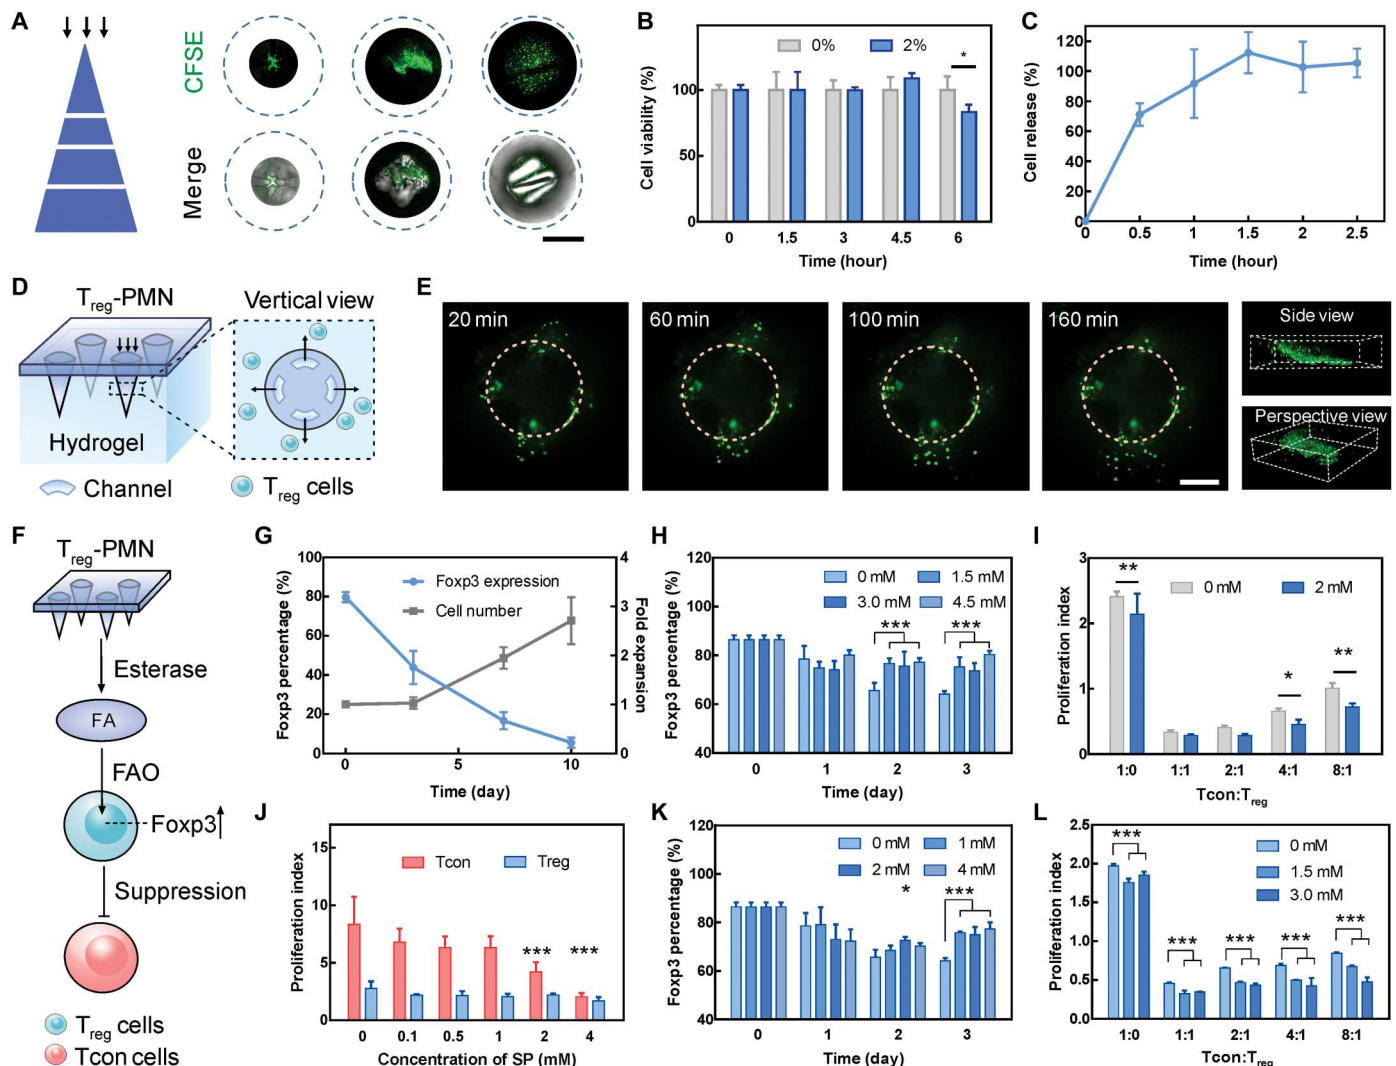 A
CFSE
Merge
B
Cell viability (%)
0% 2%
*
100
50
0
0 1.5 3 4.5 6
Time (hour)
C
Cell release (%)
120
100
80
60
40
20
0
0 0.5 1 1.5 2 2.5
Time (hour)
D
Treg-PMN
Vertical view
Hydrogel
Channel
Treg cells
E
20 min
60 min
100 min
160 min
Side view
Perspective view
F
Treg-PMN
Esterase
FA
FAO
Foxp3
Suppression
Treg cells
Tcon cells
G
Foxp3 percentage (%)
100
80
60
40
20
0
Foxp3 expression
Cell number
4
3
2
1
0
Fold expansion
0 5 10
Time (day)
H
Foxp3 percentage (%)
120
100
80
60
40
0 mM 1.5 mM
3.0 mM 4.5 mM
*** ***
0 1 2 3
Time (day)
I
Proliferation index
3
2
1
0
0 mM 2 mM
** * **
1:0 1:1 2:1 4:1 8:1
Tcon:Treg
J
Proliferation index
15
10
5
0
Tcon Treg
*** ***
0 0.1 0.5 1 2 4
Concentration of SP (mM)
K
Foxp3 percentage (%)
120
100
80
60
40
0 mM 1 mM
2 mM 4 mM
* ***
0 1 2 3
Time (day)
L
Proliferation index
2.5
2.0
1.5
1.0
0.5
0.0
0 mM
1.5 mM
3.0 mM
*** *** *** *** ***
1:0 1:1 2:1 4:1 8:1
Tcon:Treg